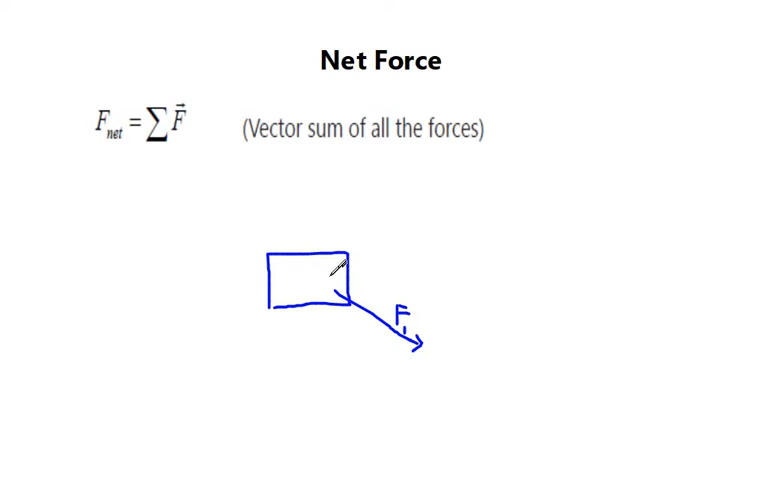 Net Force
F_net = ∑ F⃗ (Vector sum of all the forces)
F₁